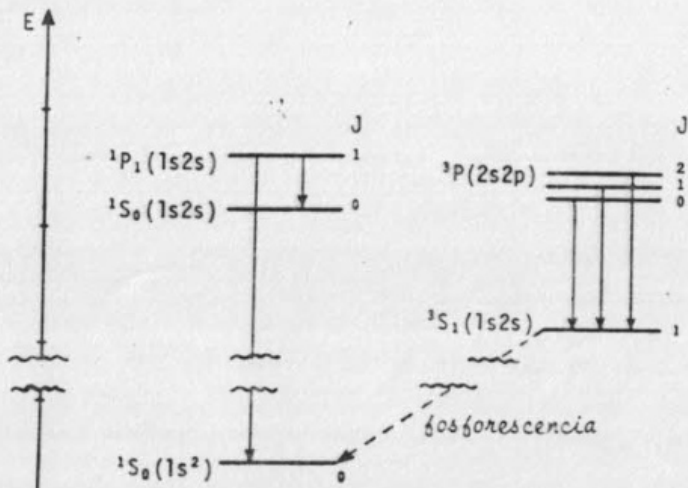 E
J
J
¹P₁(1s2s)
1
³P(2s2p)
2
1
0
¹S₀(1s2s)
0
³S₁(1s2s)
1
fosforescencia
¹S₀(1s²)
0